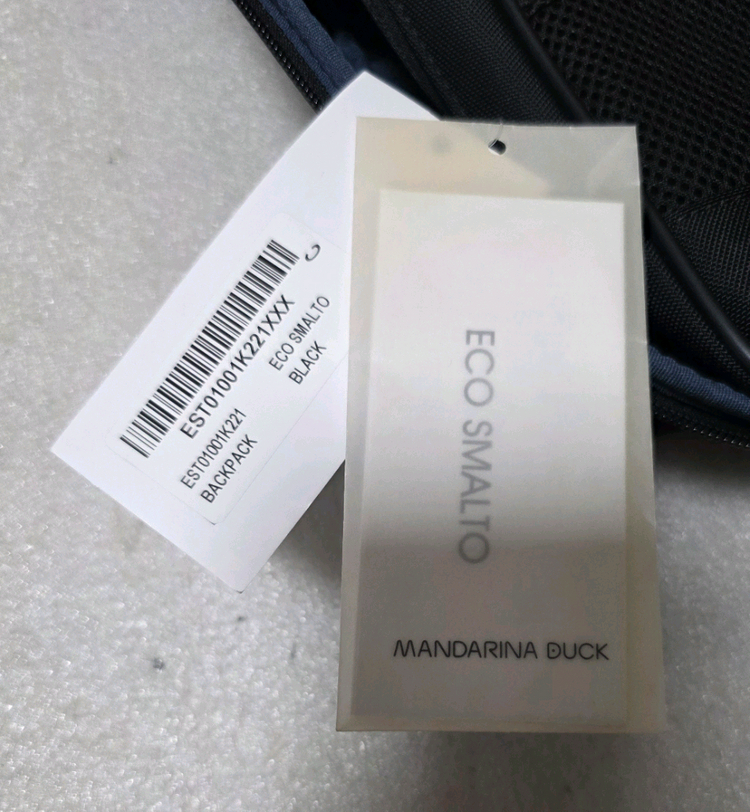 EST01001K221XXX
ECO SMALTO
BLACK
EST01001K221
BACKPACK
ECO SMALTO
MANDARINA DUCK